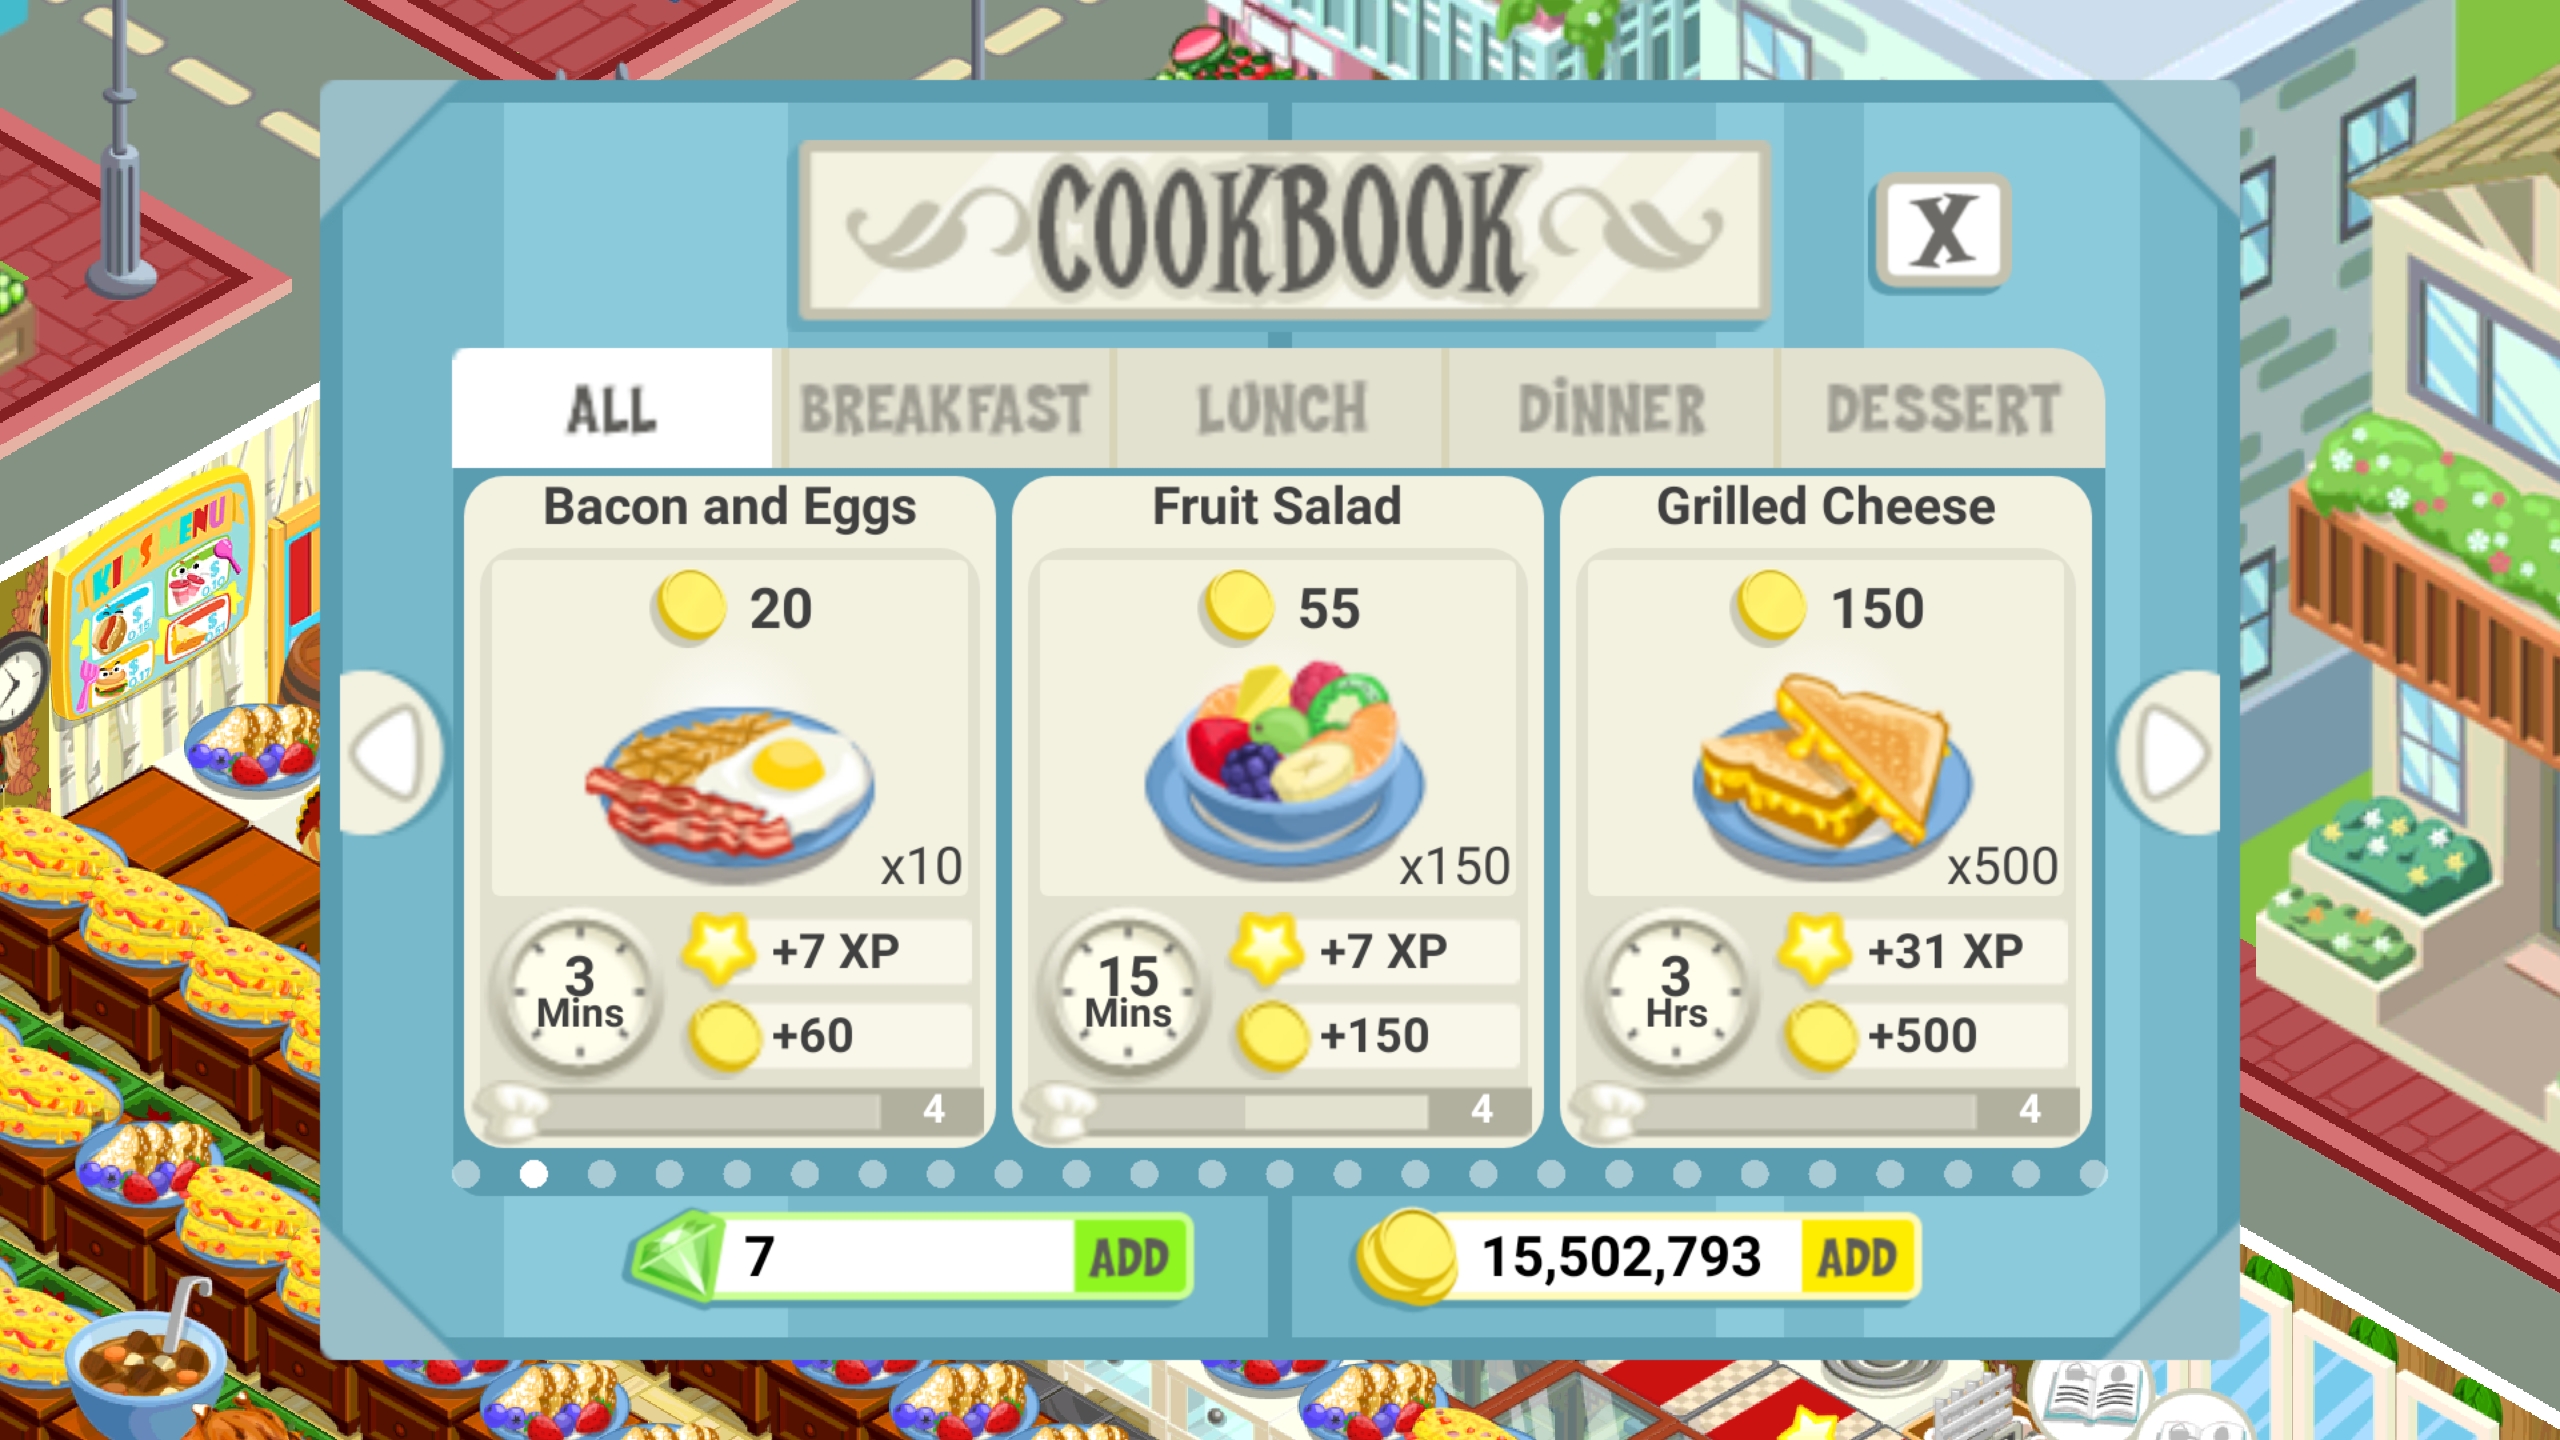 COOKBOOK
X
ALL BREAKFAST LUNCH DINNER DESSERT
Bacon and Eggs
20
x10
3 Mins
+7 XP
+60
4
Fruit Salad
55
x150
15 Mins
+7 XP
+150
4
Grilled Cheese
150
x500
3 Hrs
+31 XP
+500
4
7 ADD
15,502,793 ADD
KIDS MENU